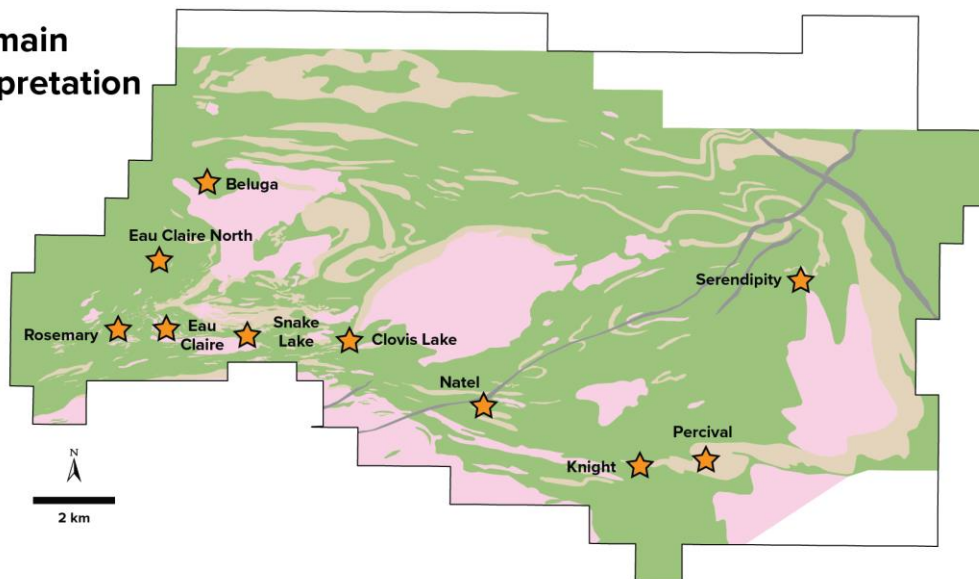 main
pretation
Beluga
Eau Claire North
Serendipity
Rosemary
Eau
Claire
Snake
Lake
Clovis Lake
Natel
Percival
Knight
N
2 km